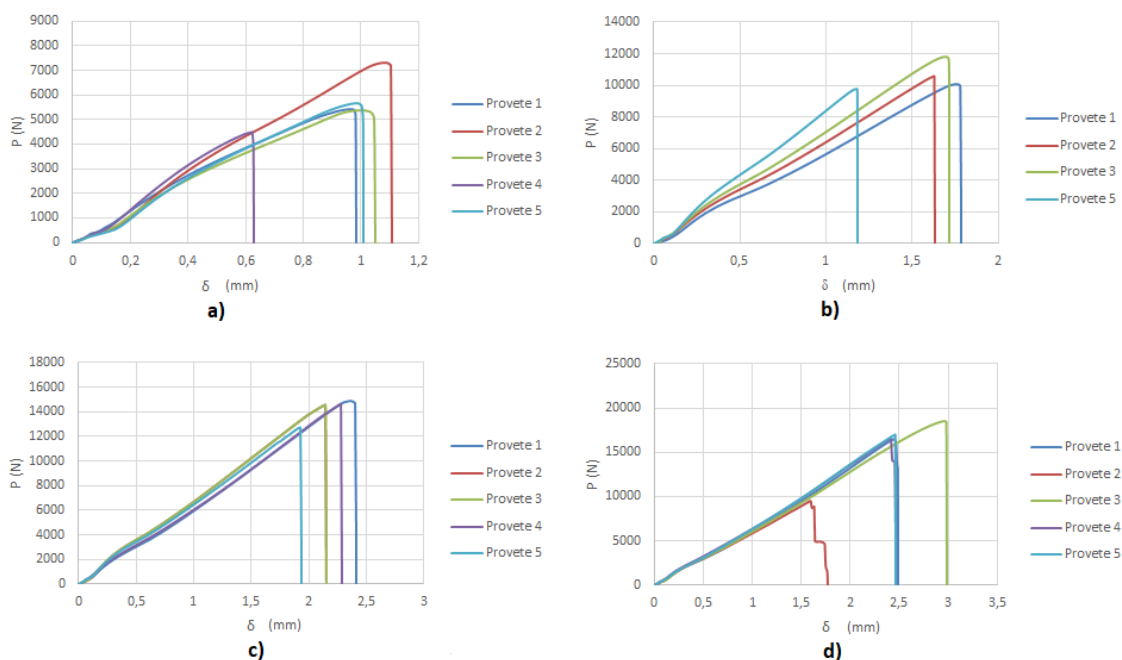 9000
8000
7000
6000
5000
4000
3000
2000
1000
0
P (N)
0 0,2 0,4 0,6 0,8 1 1,2
δ (mm)
Provete 1
Provete 2
Provete 3
Provete 4
Provete 5
a)
14000
12000
10000
8000
6000
4000
2000
0
P (N)
0 0,5 1 1,5 2
δ (mm)
Provete 1
Provete 2
Provete 3
Provete 5
b)
18000
16000
14000
12000
10000
8000
6000
4000
2000
0
P (N)
0 0,5 1 1,5 2 2,5 3
δ (mm)
Provete 1
Provete 2
Provete 3
Provete 4
Provete 5
c)
25000
20000
15000
10000
5000
0
P (N)
0 0,5 1 1,5 2 2,5 3 3,5
δ (mm)
Provete 1
Provete 2
Provete 3
Provete 4
Provete 5
d)